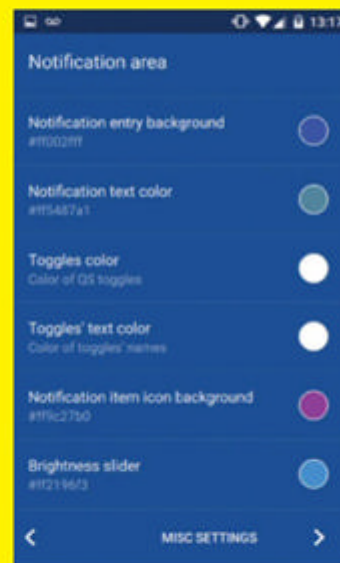 13:17
Notification area
Notification entry background
#ff002fff
Notification text color
#ff5487a1
Toggles color
Color of QS toggles
Toggles' text color
Color of toggles' names
Notification item icon background
#ff9c27b0
Brightness slider
#ff2196f3
MISC SETTINGS